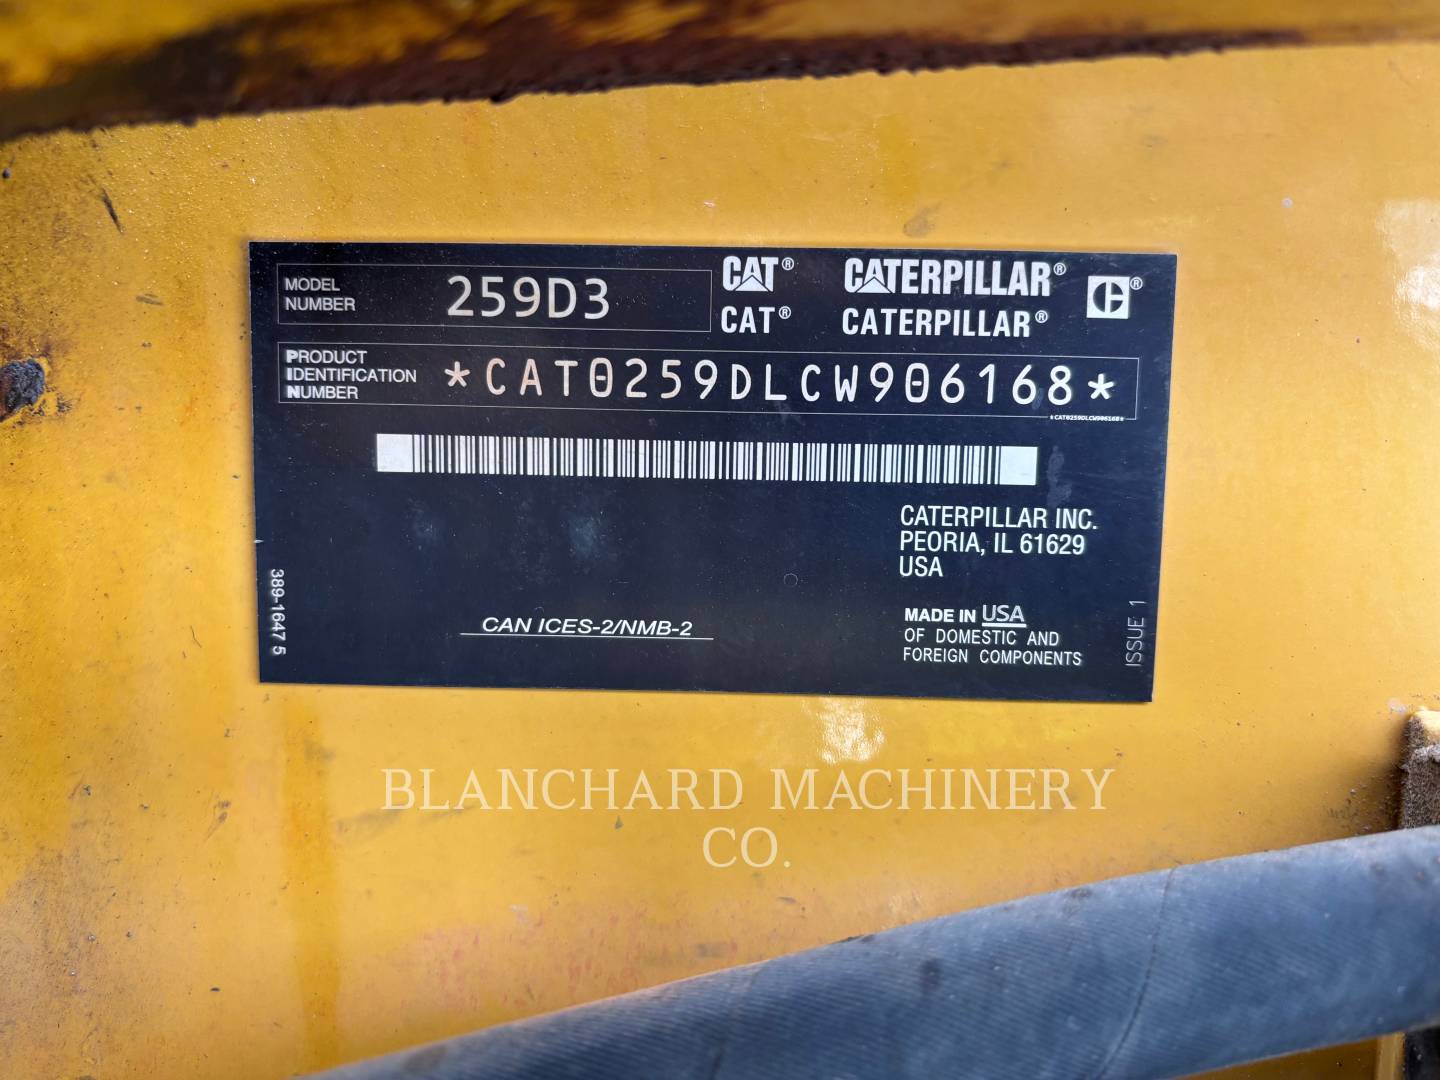 MODEL
NUMBER
259D3
CAT® CATERPILLAR® C®
CAT® CATERPILLAR®
PRODUCT
IDENTIFICATION
NUMBER
*CAT0259DLCW906168*
*CAT0259DLCW906168*
CATERPILLAR INC.
PEORIA, IL 61629
USA
389-1647 5
CAN ICES-2/NMB-2
MADE IN USA
OF DOMESTIC AND
FOREIGN COMPONENTS
ISSUE 1
BLANCHARD MACHINERY
CO.